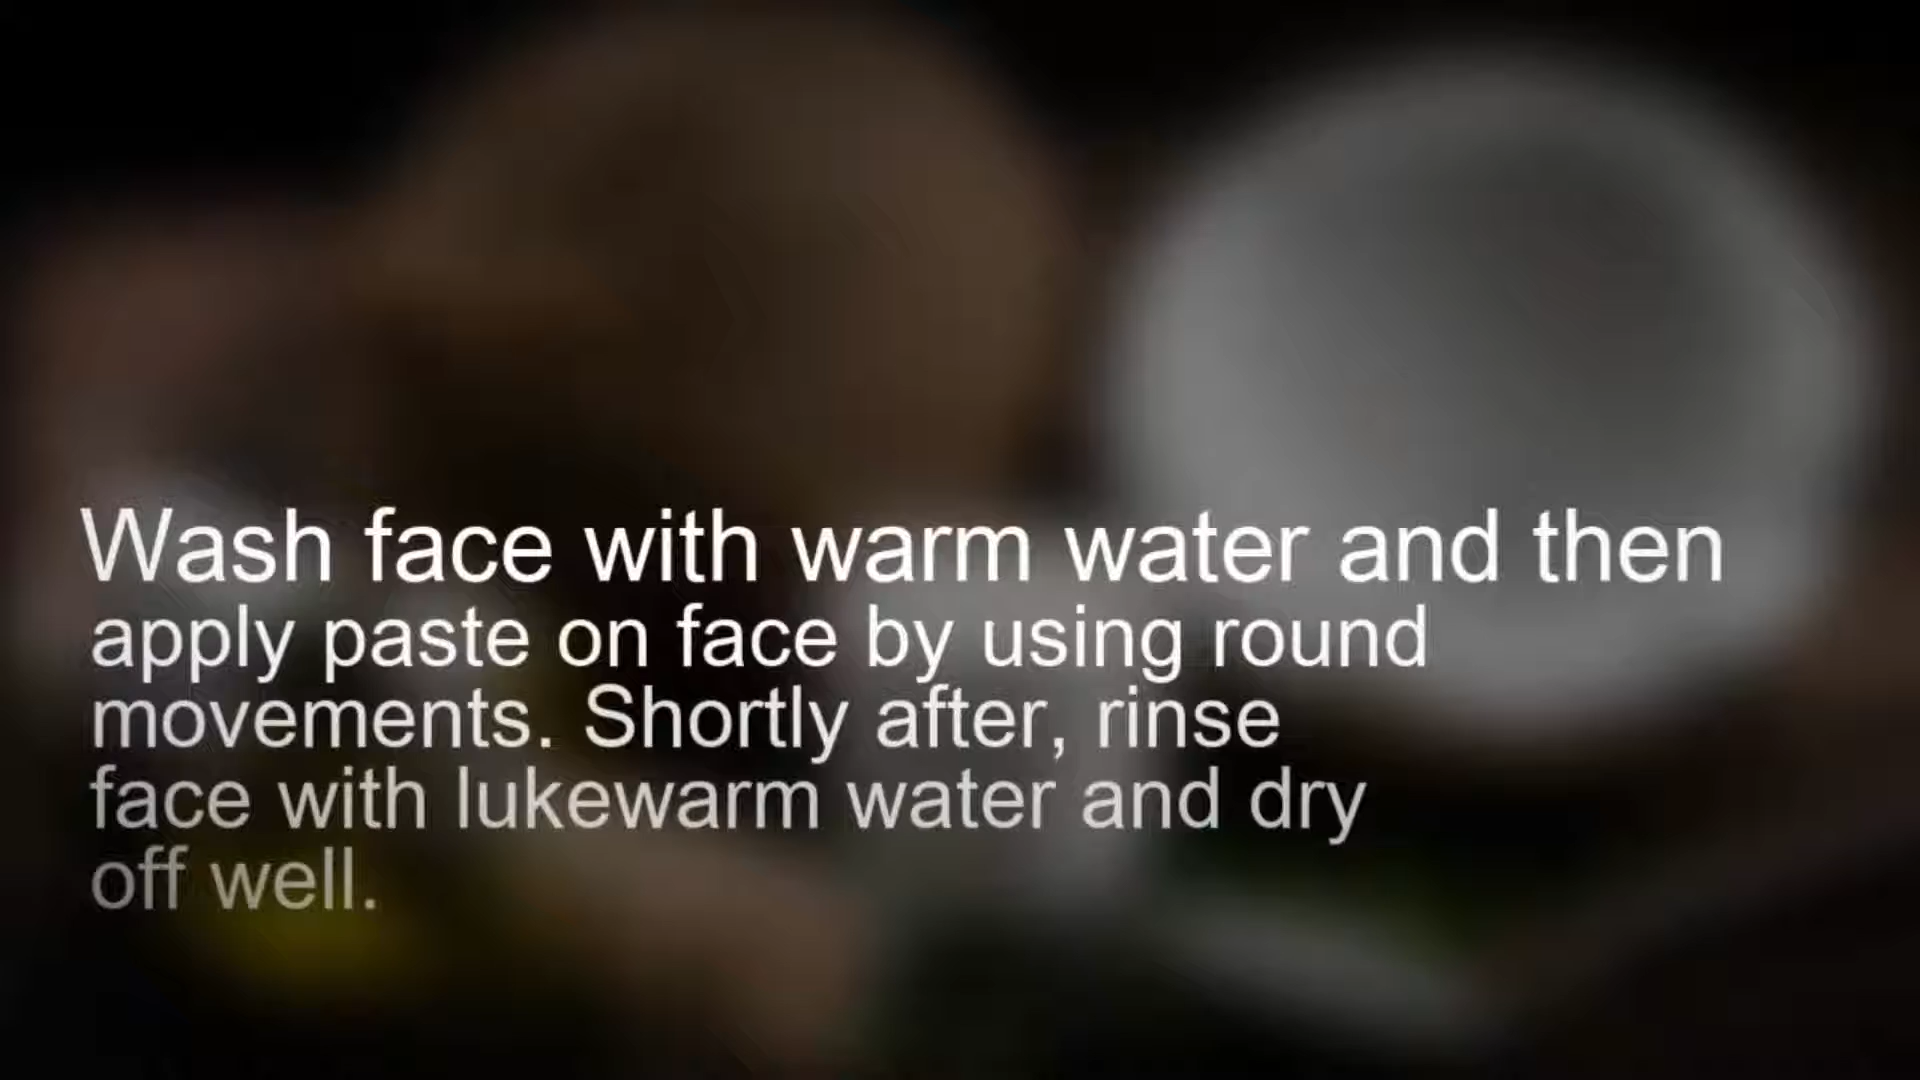 Wash face with warm water and then
apply paste on face by using round
movements. Shortly after, rinse
face with lukewarm water and dry
off well.